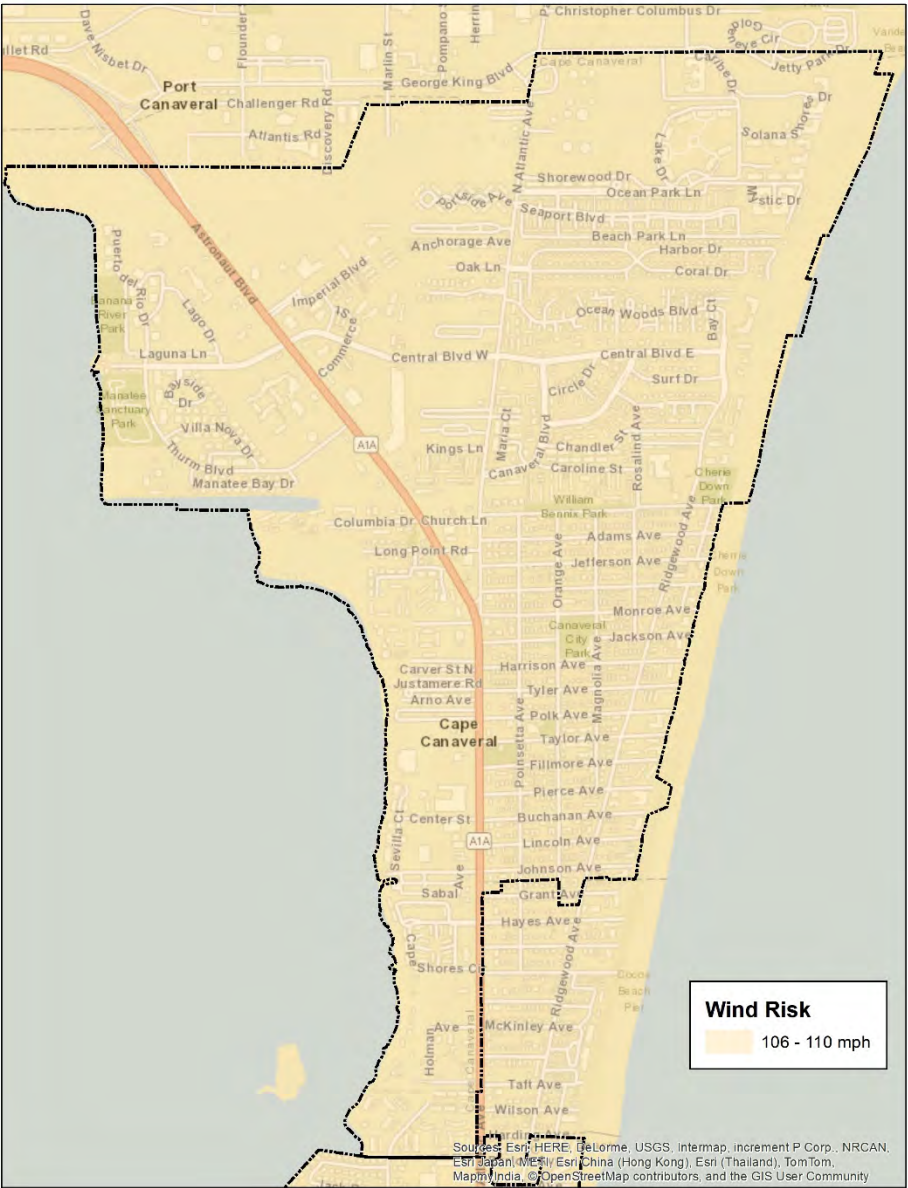 Christopher Columbus Dr
Dave Nisbet Dr
Flounder
Marlin St
Pompano
Herrin
Goldeneye Cir
ullet Rd
George King Blvd
Cape Canaveral
Caribe Dr
Jetty Park Dr
Port
Canaveral
Challenger Rd
Atlantis Rd
Discovery Rd
N Atlantic Ave
Lake Dr
Solana Shores Dr
Shorewood Dr
Ocean Park Ln
Mystic Dr
Portside Ave
Seaport Blvd
Beach Park Ln
Anchorage Ave
Harbor Dr
Oak Ln
Coral Dr
Puerto del Rio Dr
Astronaut Blvd
Imperial Blvd
Banana
River
Park
Lago Dr
Commerce St
Ocean Woods Blvd
Bay Ct
Laguna Ln
Central Blvd W
Central Blvd E
Surf Dr
Circle Dr
Bayside
Dr
Manatee
Sanctuary
Park
Villa Nova Dr
Thurm Blvd
Manatee Bay Dr
A1A
Kings Ln
Maria Ct
Canaveral Blvd
Chandler St
Caroline St
Rosalind Ave
Cherie
Down
Park
William
Bennix Park
Columbia Dr
Church Ln
Adams Ave
Long Point Rd
Jefferson Ave
Orange Ave
Ridgewood Ave
Cherrie
Down
Park
Monroe Ave
Canaveral
City
Park
Jackson Ave
Carver St N
Harrison Ave
Justamere Rd
Tyler Ave
Magnolia Ave
Arno Ave
Polk Ave
Cape
Canaveral
Poinsetta Ave
Taylor Ave
Fillmore Ave
Pierce Ave
Center St
Buchanan Ave
Sevilla Ct
A1A
Lincoln Ave
Johnson Ave
Sabal
Ave
Grant Ave
Hayes Ave
Cape
Shores C
Ridgewood Ave
Cocoa
Beach
Pier
Holman
Ave
Cape Canaveral
McKinley Ave
Taft Ave
Wilson Ave
Harding Ave
Wind Risk
106 - 110 mph
Sources: Esri, HERE, DeLorme, USGS, Intermap, increment P Corp., NRCAN,
Esri Japan, METI, Esri China (Hong Kong), Esri (Thailand), TomTom,
MapmyIndia, © OpenStreetMap contributors, and the GIS User Community